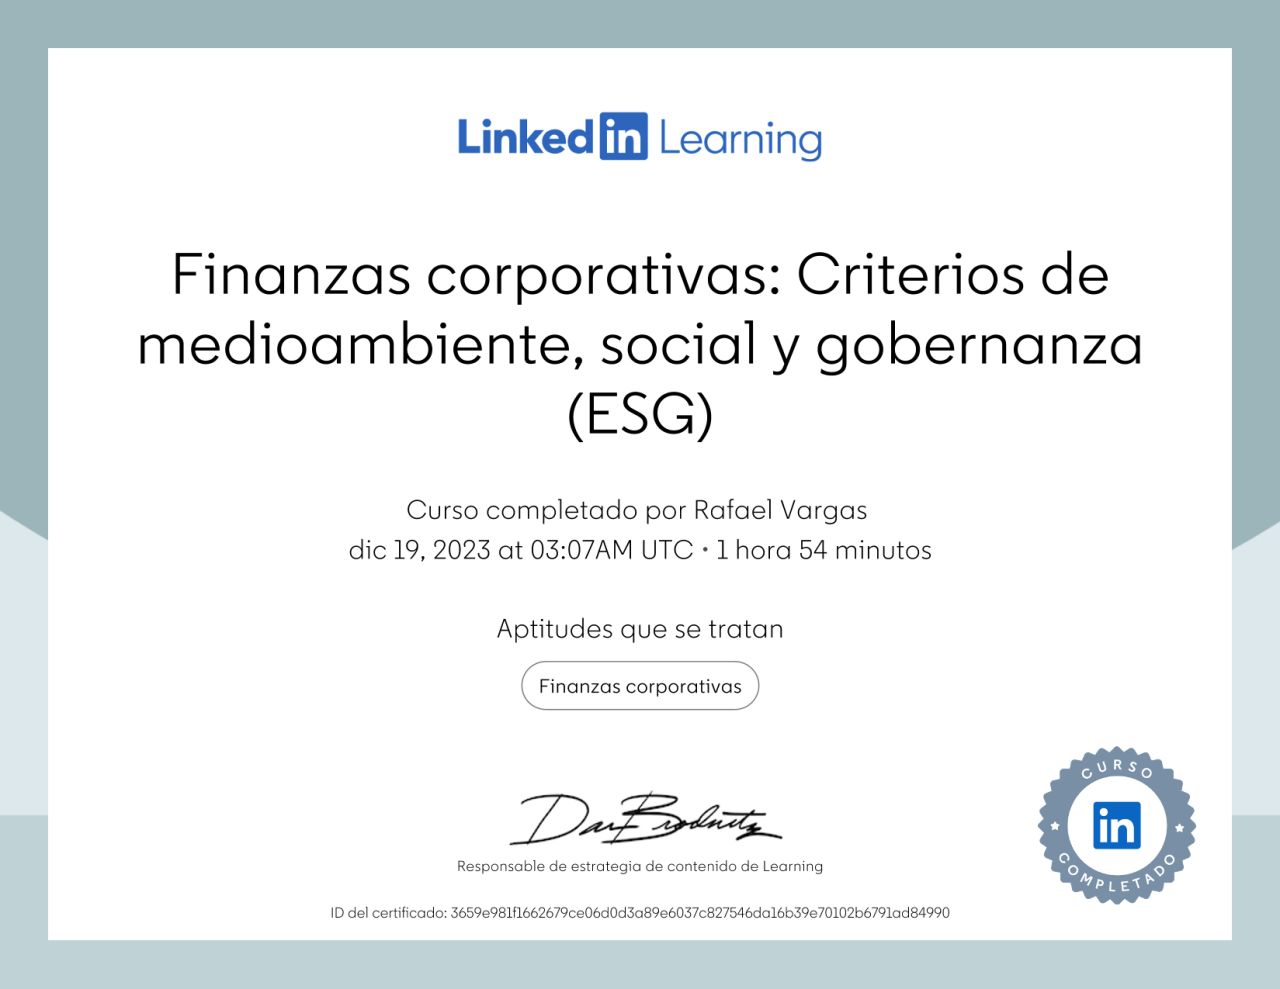 Linked in Learning
Finanzas corporativas: Criterios de
medioambiente, social y gobernanza
(ESG)
Curso completado por Rafael Vargas
dic 19, 2023 at 03:07AM UTC • 1 hora 54 minutos
Aptitudes que se tratan
Finanzas corporativas
Dan Brodnitz
Responsable de estrategia de contenido de Learning
ID del certificado: 3659e981f1662679ce06d0d3a89e6037c827546da16b39e70102b6791ad84990
CURSO
in
COMPLETADO